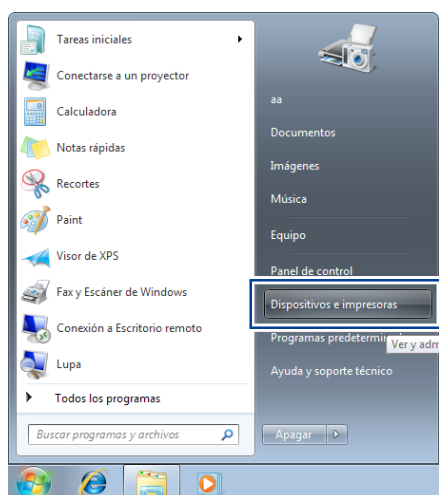 Tareas iniciales
Conectarse a un proyector
Calculadora
Notas rápidas
Recortes
Paint
Visor de XPS
Fax y Escáner de Windows
Conexión a Escritorio remoto
Lupa
Todos los programas
Buscar programas y archivos
aa
Documentos
Imágenes
Música
Equipo
Panel de control
Dispositivos e impresoras
Programas
Ver y adm
Ayuda y soporte técnico
Apagar